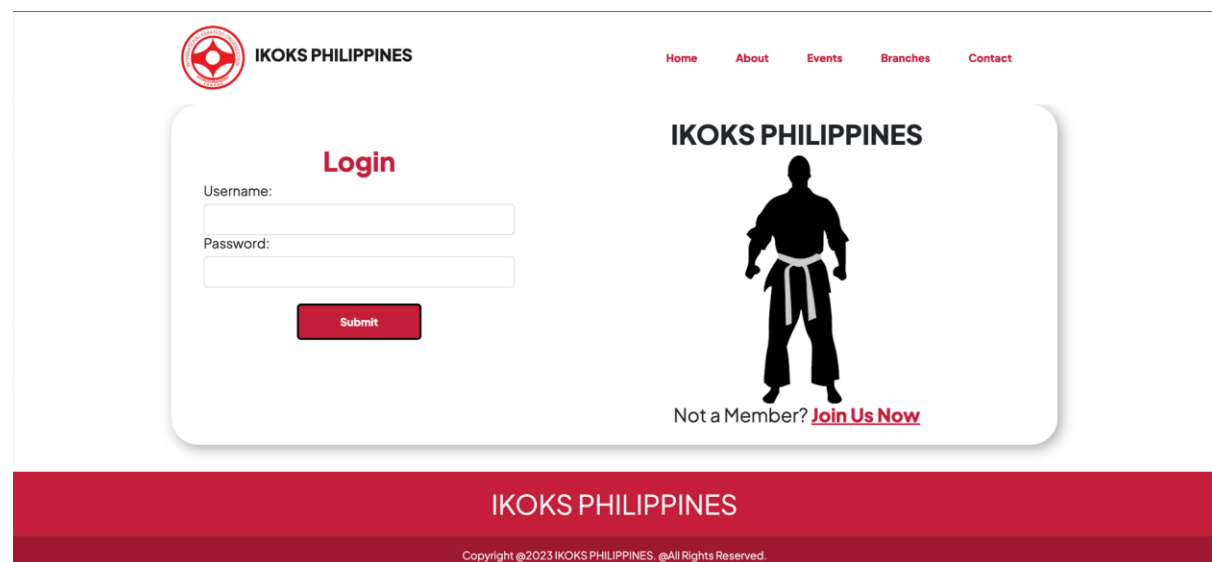 IKOKS PHILIPPINES
Home About Events Branches Contact
Login
Username:
Password:
Submit
IKOKS PHILIPPINES
Not a Member? Join Us Now
IKOKS PHILIPPINES
Copyright @2023 IKOKS PHILIPPINES. @All Rights Reserved.